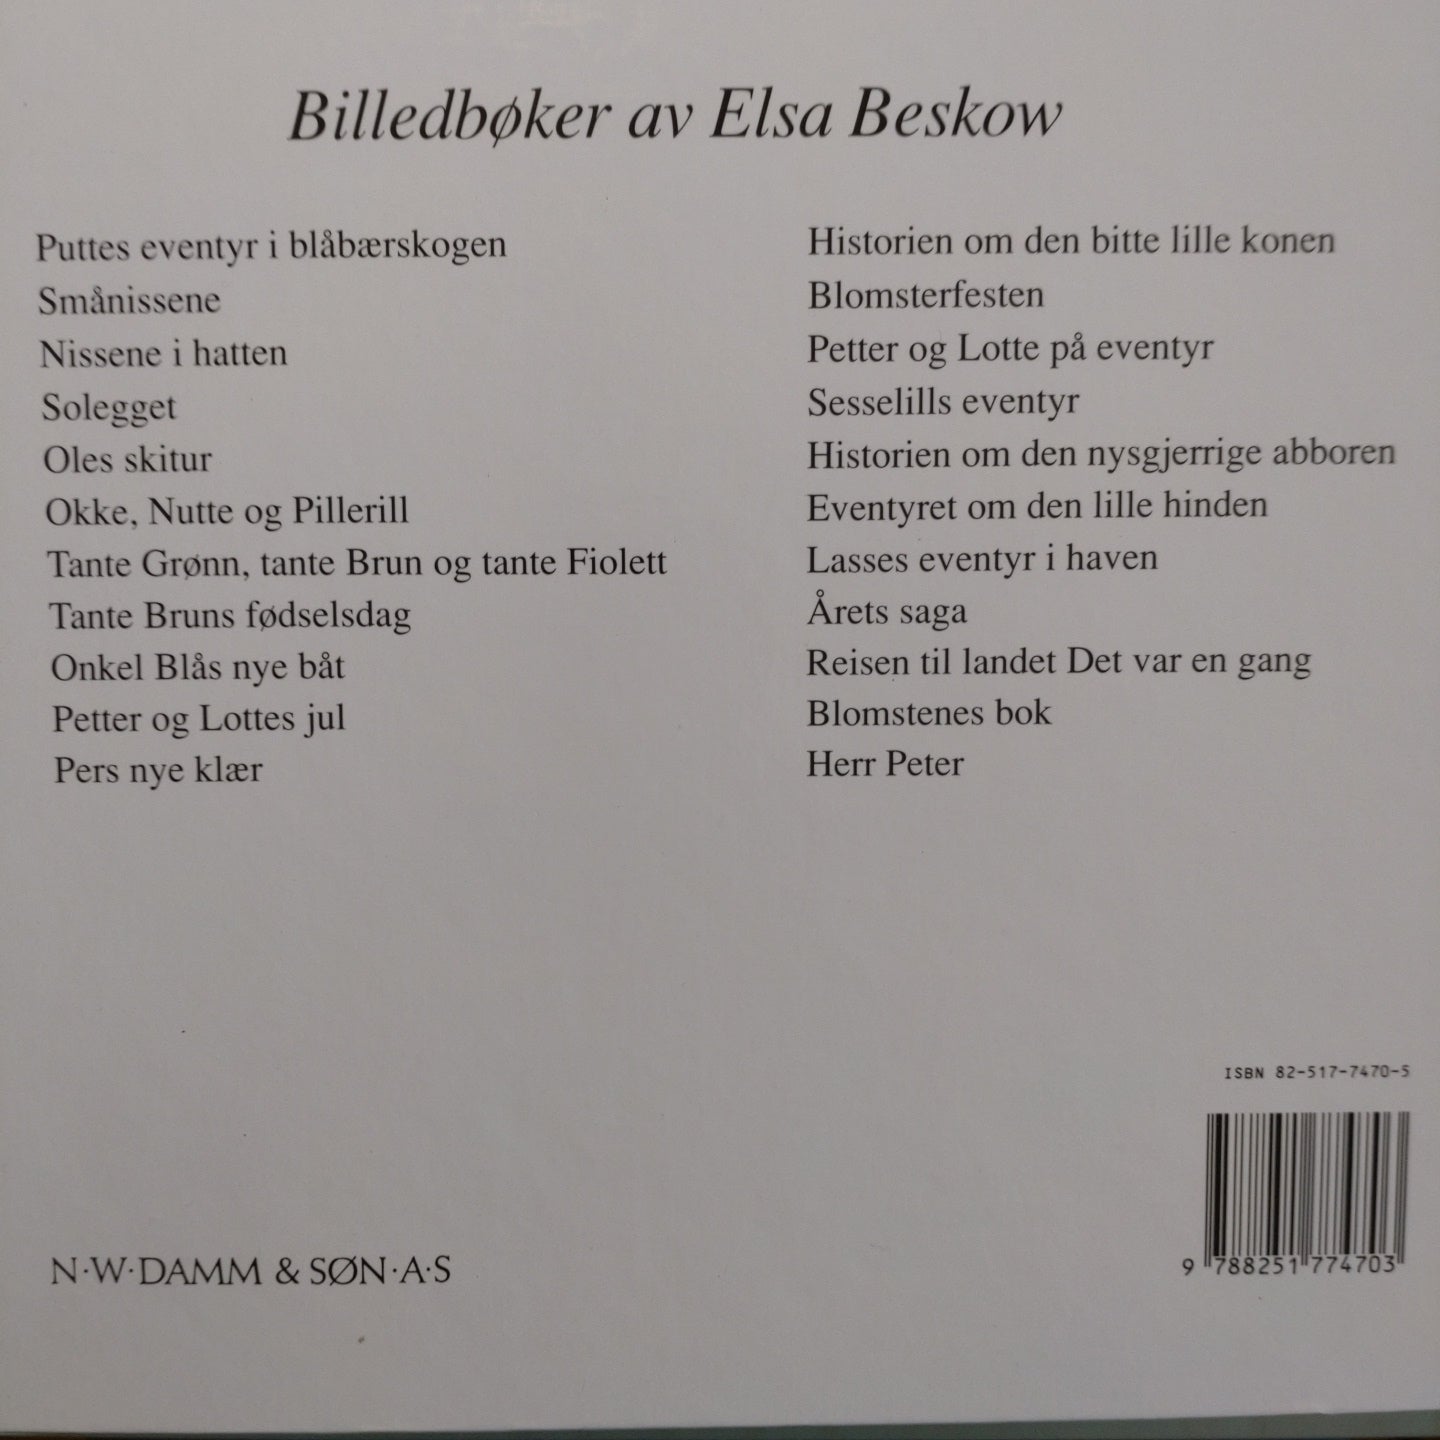 Billedbøker av Elsa Beskow
Puttes eventyr i blåbærskogen
Smånissene
Nissene i hatten
Solegget
Oles skitur
Okke, Nutte og Pillerill
Tante Grønn, tante Brun og tante Fiolett
Tante Bruns fødselsdag
Onkel Blås nye båt
Petter og Lottes jul
Pers nye klær
Historien om den bitte lille konen
Blomsterfesten
Petter og Lotte på eventyr
Sesselills eventyr
Historien om den nysgjerrige abboren
Eventyret om den lille hinden
Lasses eventyr i haven
Årets saga
Reisen til landet Det var en gang
Blomstenes bok
Herr Peter
ISBN 82-517-7470-5
9 788251 774703
N·W·DAMM & SØN·A·S